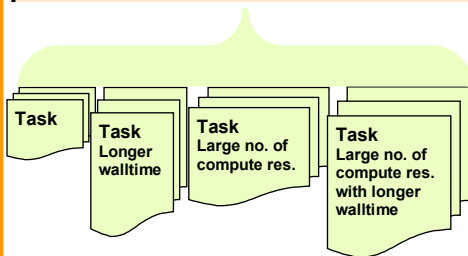 Task
Task
Longer
walltime
Task
Large no. of
compute res.
Task
Large no. of
compute res.
with longer
walltime